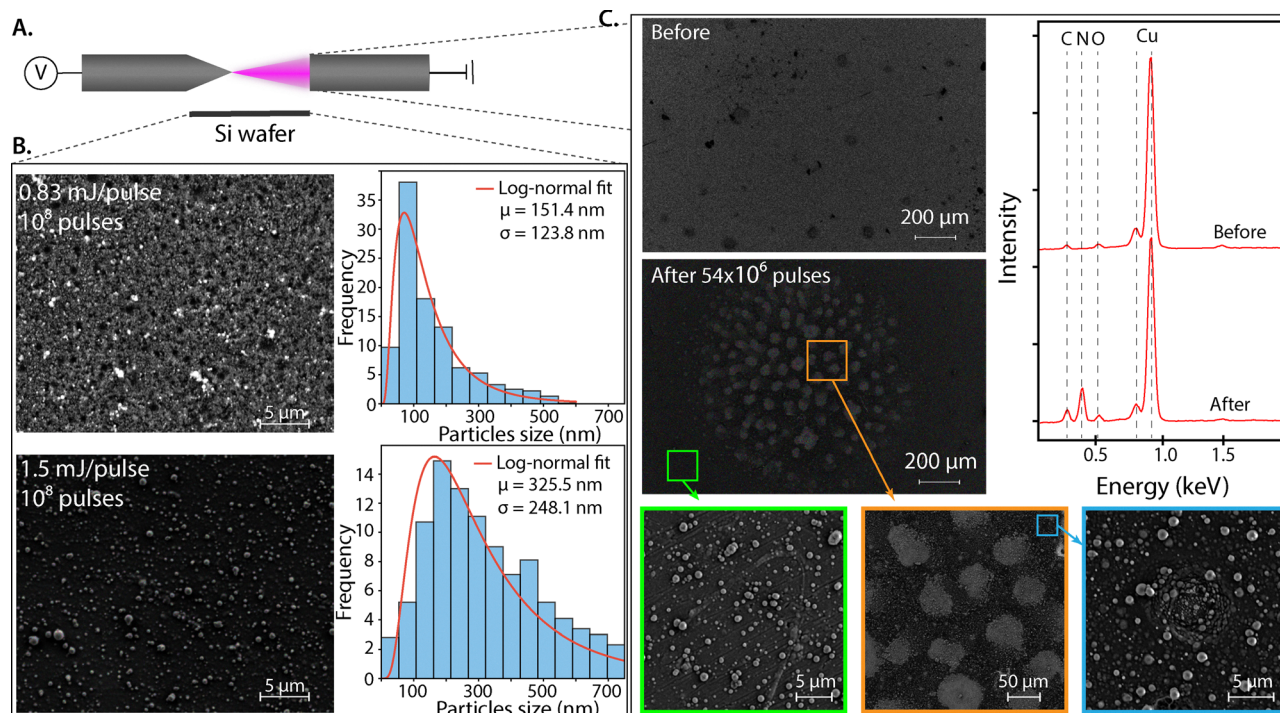 A.
V
Si wafer
B.
0.83 mJ/pulse
10⁸ pulses
5 µm
Frequency
35
30
25
20
15
10
5
0
Log-normal fit
µ = 151.4 nm
σ = 123.8 nm
100
300
500
700
Particles size (nm)
1.5 mJ/pulse
10⁸ pulses
5 µm
Frequency
14
12
10
8
6
4
2
0
Log-normal fit
µ = 325.5 nm
σ = 248.1 nm
100
300
500
700
Particles size (nm)
C.
Before
200 µm
After 54x10⁶ pulses
200 µm
5 µm
50 µm
5 µm
Intensity
C N O
Cu
Before
After
0.5
1.0
1.5
Energy (keV)